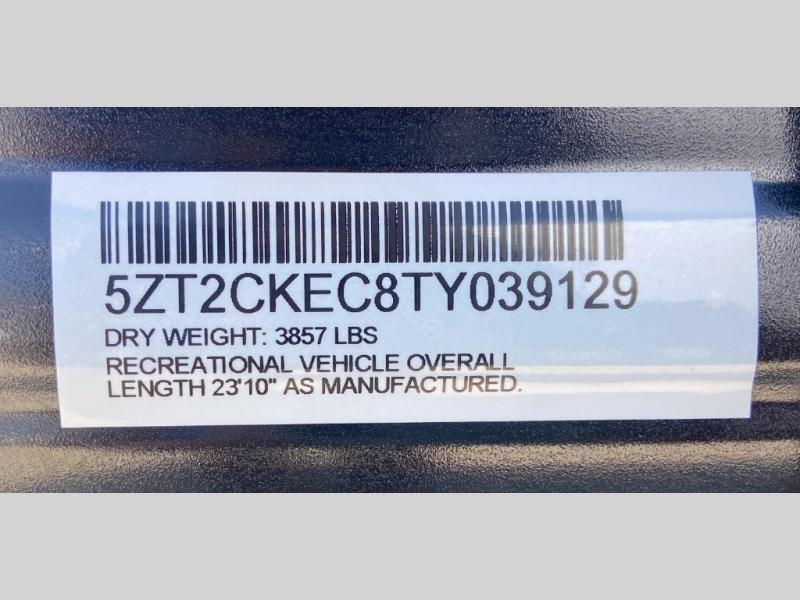 5ZT2CKEC8TY039129
DRY WEIGHT: 3857 LBS
RECREATIONAL VEHICLE OVERALL
LENGTH 23'10" AS MANUFACTURED.